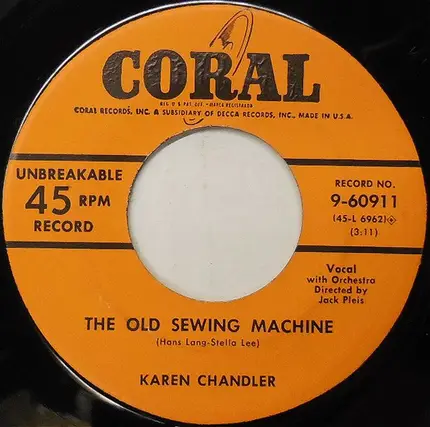 CORAL
REG. U.S. PAT. OFF. - MARCA REGISTRADA
CORAL RECORDS, INC. A SUBSIDIARY OF DECCA RECORDS, INC., MADE IN U.S.A.
UNBREAKABLE
45 RPM
RECORD
RECORD NO.
9-60911
(45-L 6962)
(3:11)
Vocal
with Orchestra
Directed by
Jack Pleis
THE OLD SEWING MACHINE
(Hans Lang-Stella Lee)
KAREN CHANDLER